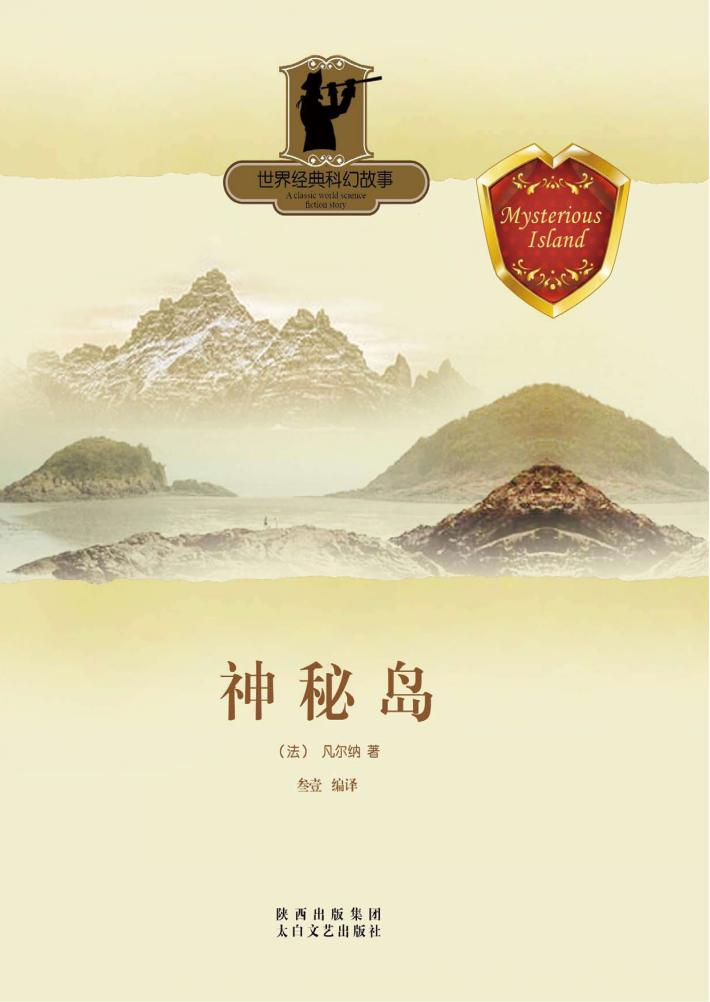 世界经典科幻故事
A classic world science
fiction story
Mysterious
Island
神秘岛
（法） 凡尔纳 著
叁壹 编译
陕西出版集团
太白文艺出版社